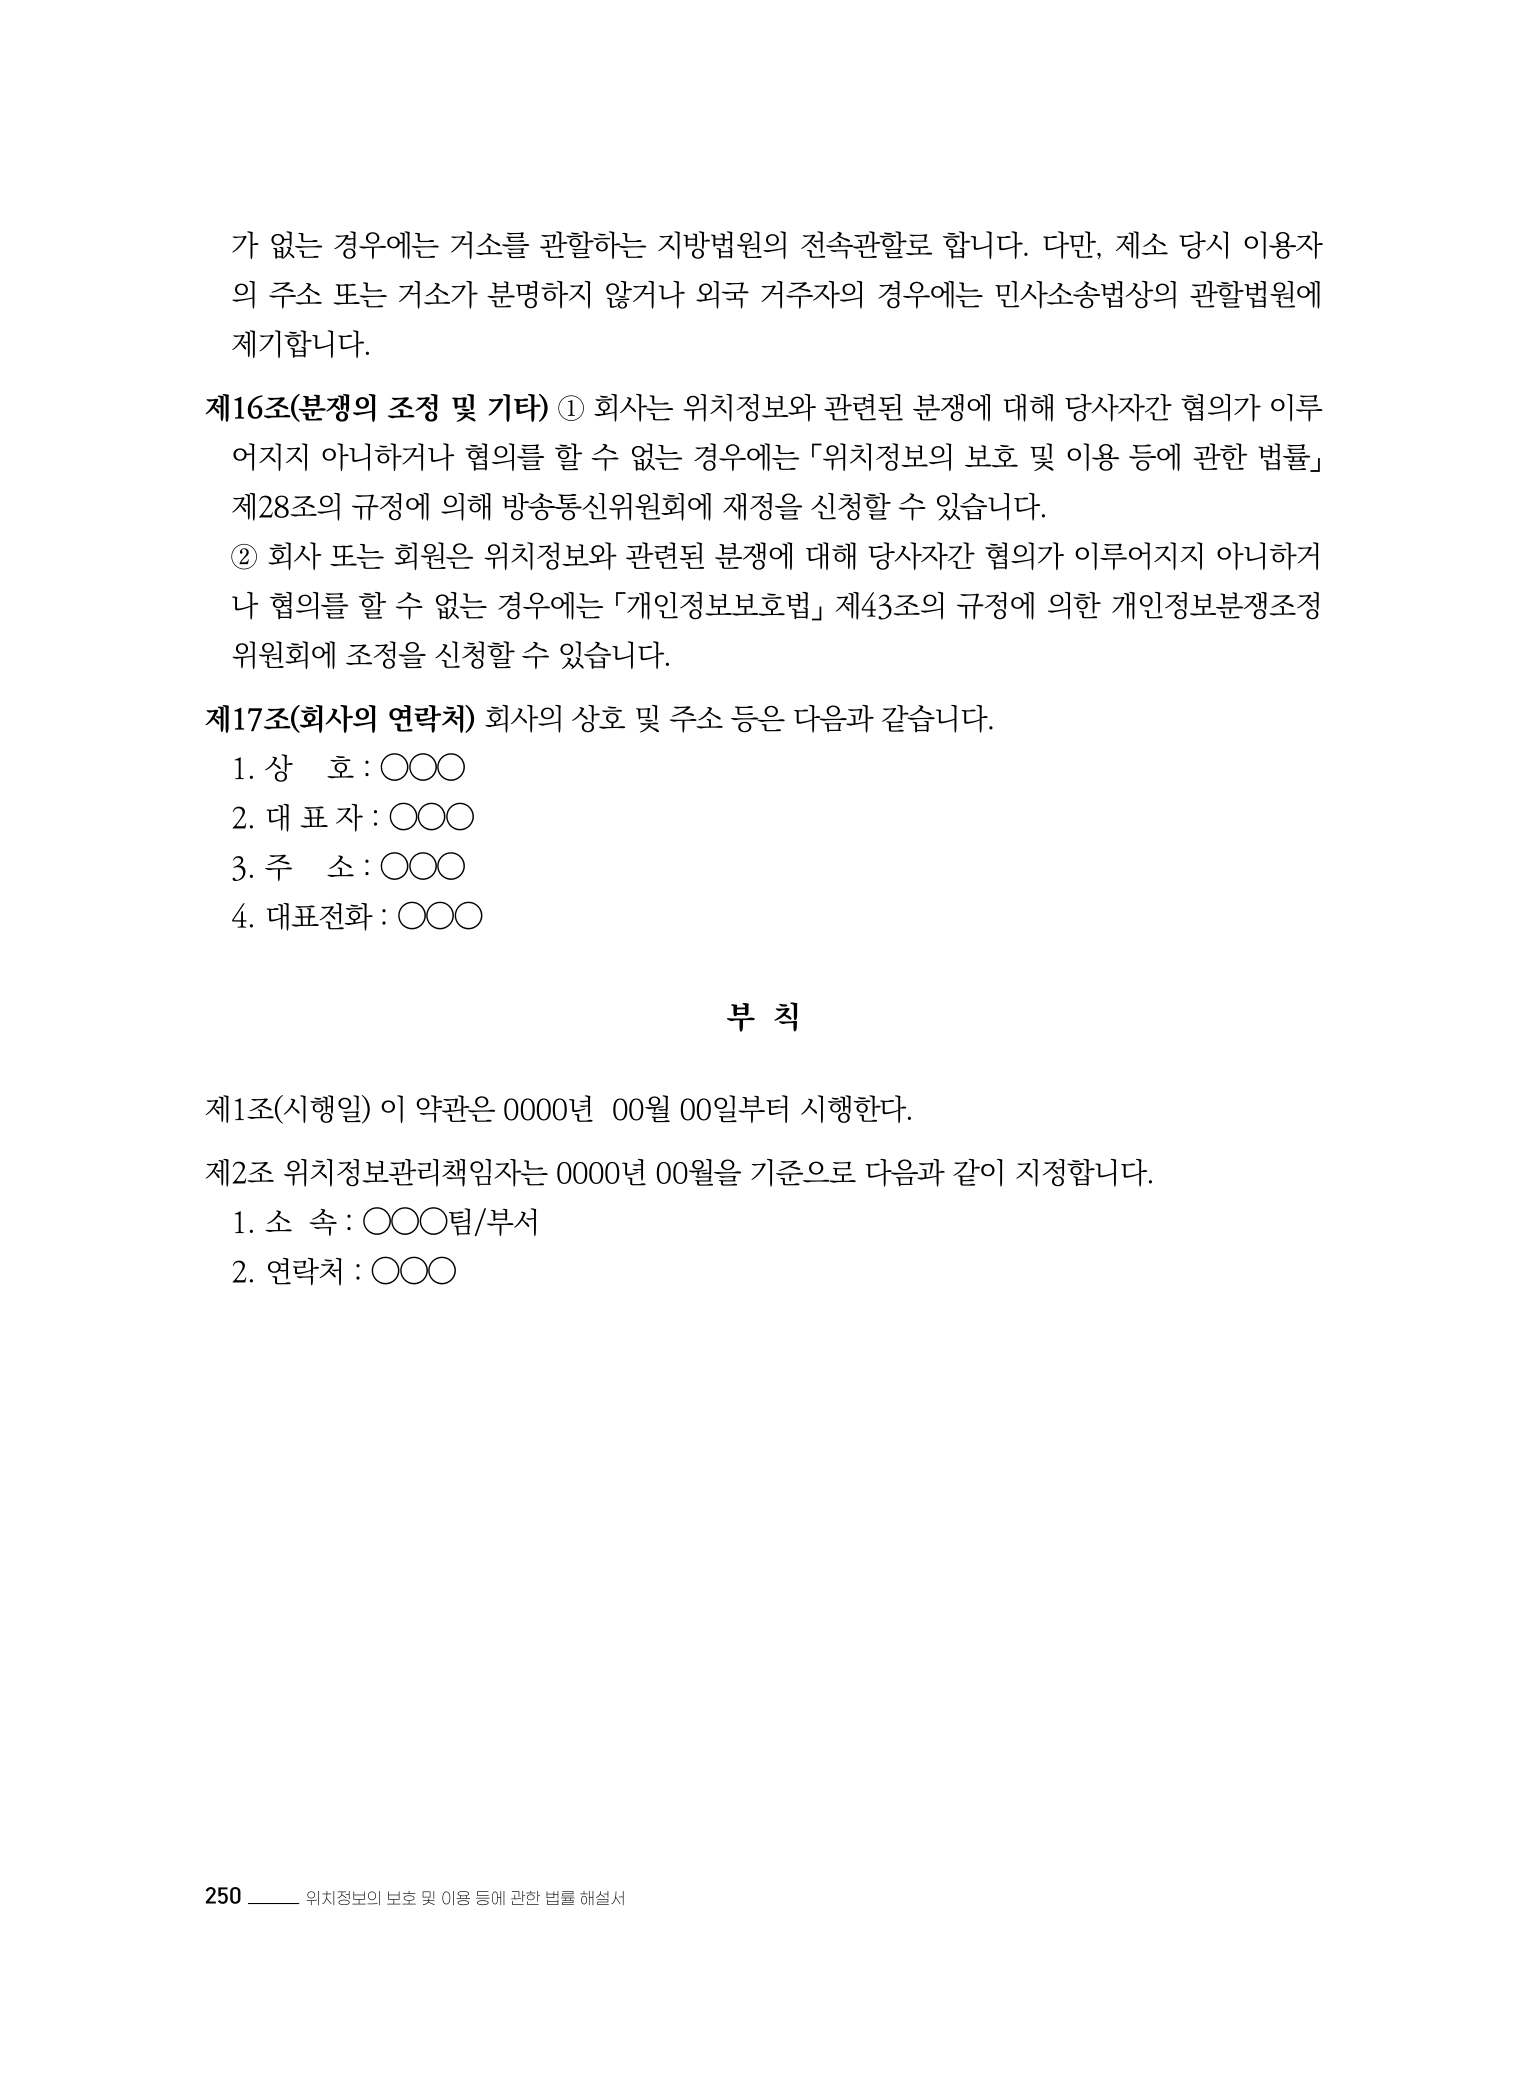 가 없는 경우에는 거소를 관할하는 지방법원의 전속관할로 합니다. 다만, 제소 당시 이용자
의 주소 또는 거소가 분명하지 않거나 외국 거주자의 경우에는 민사소송법상의 관할법원에
제기합니다.
제16조(분쟁의 조정 및 기타) ① 회사는 위치정보와 관련된 분쟁에 대해 당사자간 협의가 이루
어지지 아니하거나 협의를 할 수 없는 경우에는 「위치정보의 보호 및 이용 등에 관한 법률」
제28조의 규정에 의해 방송통신위원회에 재정을 신청할 수 있습니다.
② 회사 또는 회원은 위치정보와 관련된 분쟁에 대해 당사자간 협의가 이루어지지 아니하거
나 협의를 할 수 없는 경우에는 「개인정보보호법」 제43조의 규정에 의한 개인정보분쟁조정
위원회에 조정을 신청할 수 있습니다.
제17조(회사의 연락처) 회사의 상호 및 주소 등은 다음과 같습니다.
1. 상 호 : ○○○
2. 대 표 자 : ○○○
3. 주 소 : ○○○
4. 대표전화 : ○○○
부 칙
제1조(시행일) 이 약관은 0000년 00월 00일부터 시행한다.
제2조 위치정보관리책임자는 0000년 00월을 기준으로 다음과 같이 지정합니다.
1. 소 속 : ○○○팀/부서
2. 연락처 : ○○○
250 위치정보의 보호 및 이용 등에 관한 법률 해설서